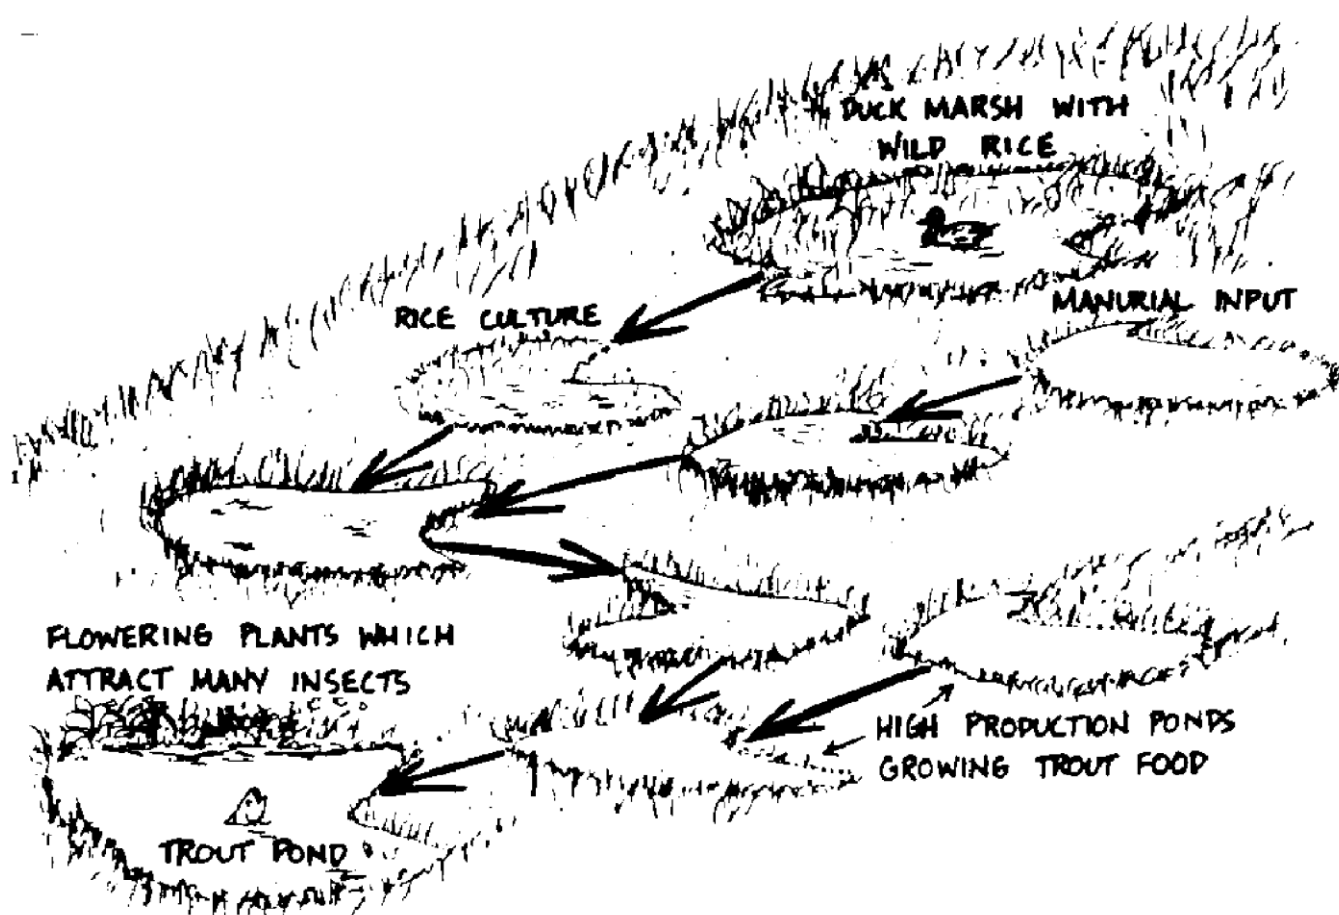 DUCK MARSH WITH
WILD RICE
MANURIAL INPUT
RICE CULTURE
FLOWERING PLANTS WHICH
ATTRACT MANY INSECTS
HIGH PRODUCTION PONDS
GROWING TROUT FOOD
TROUT POND